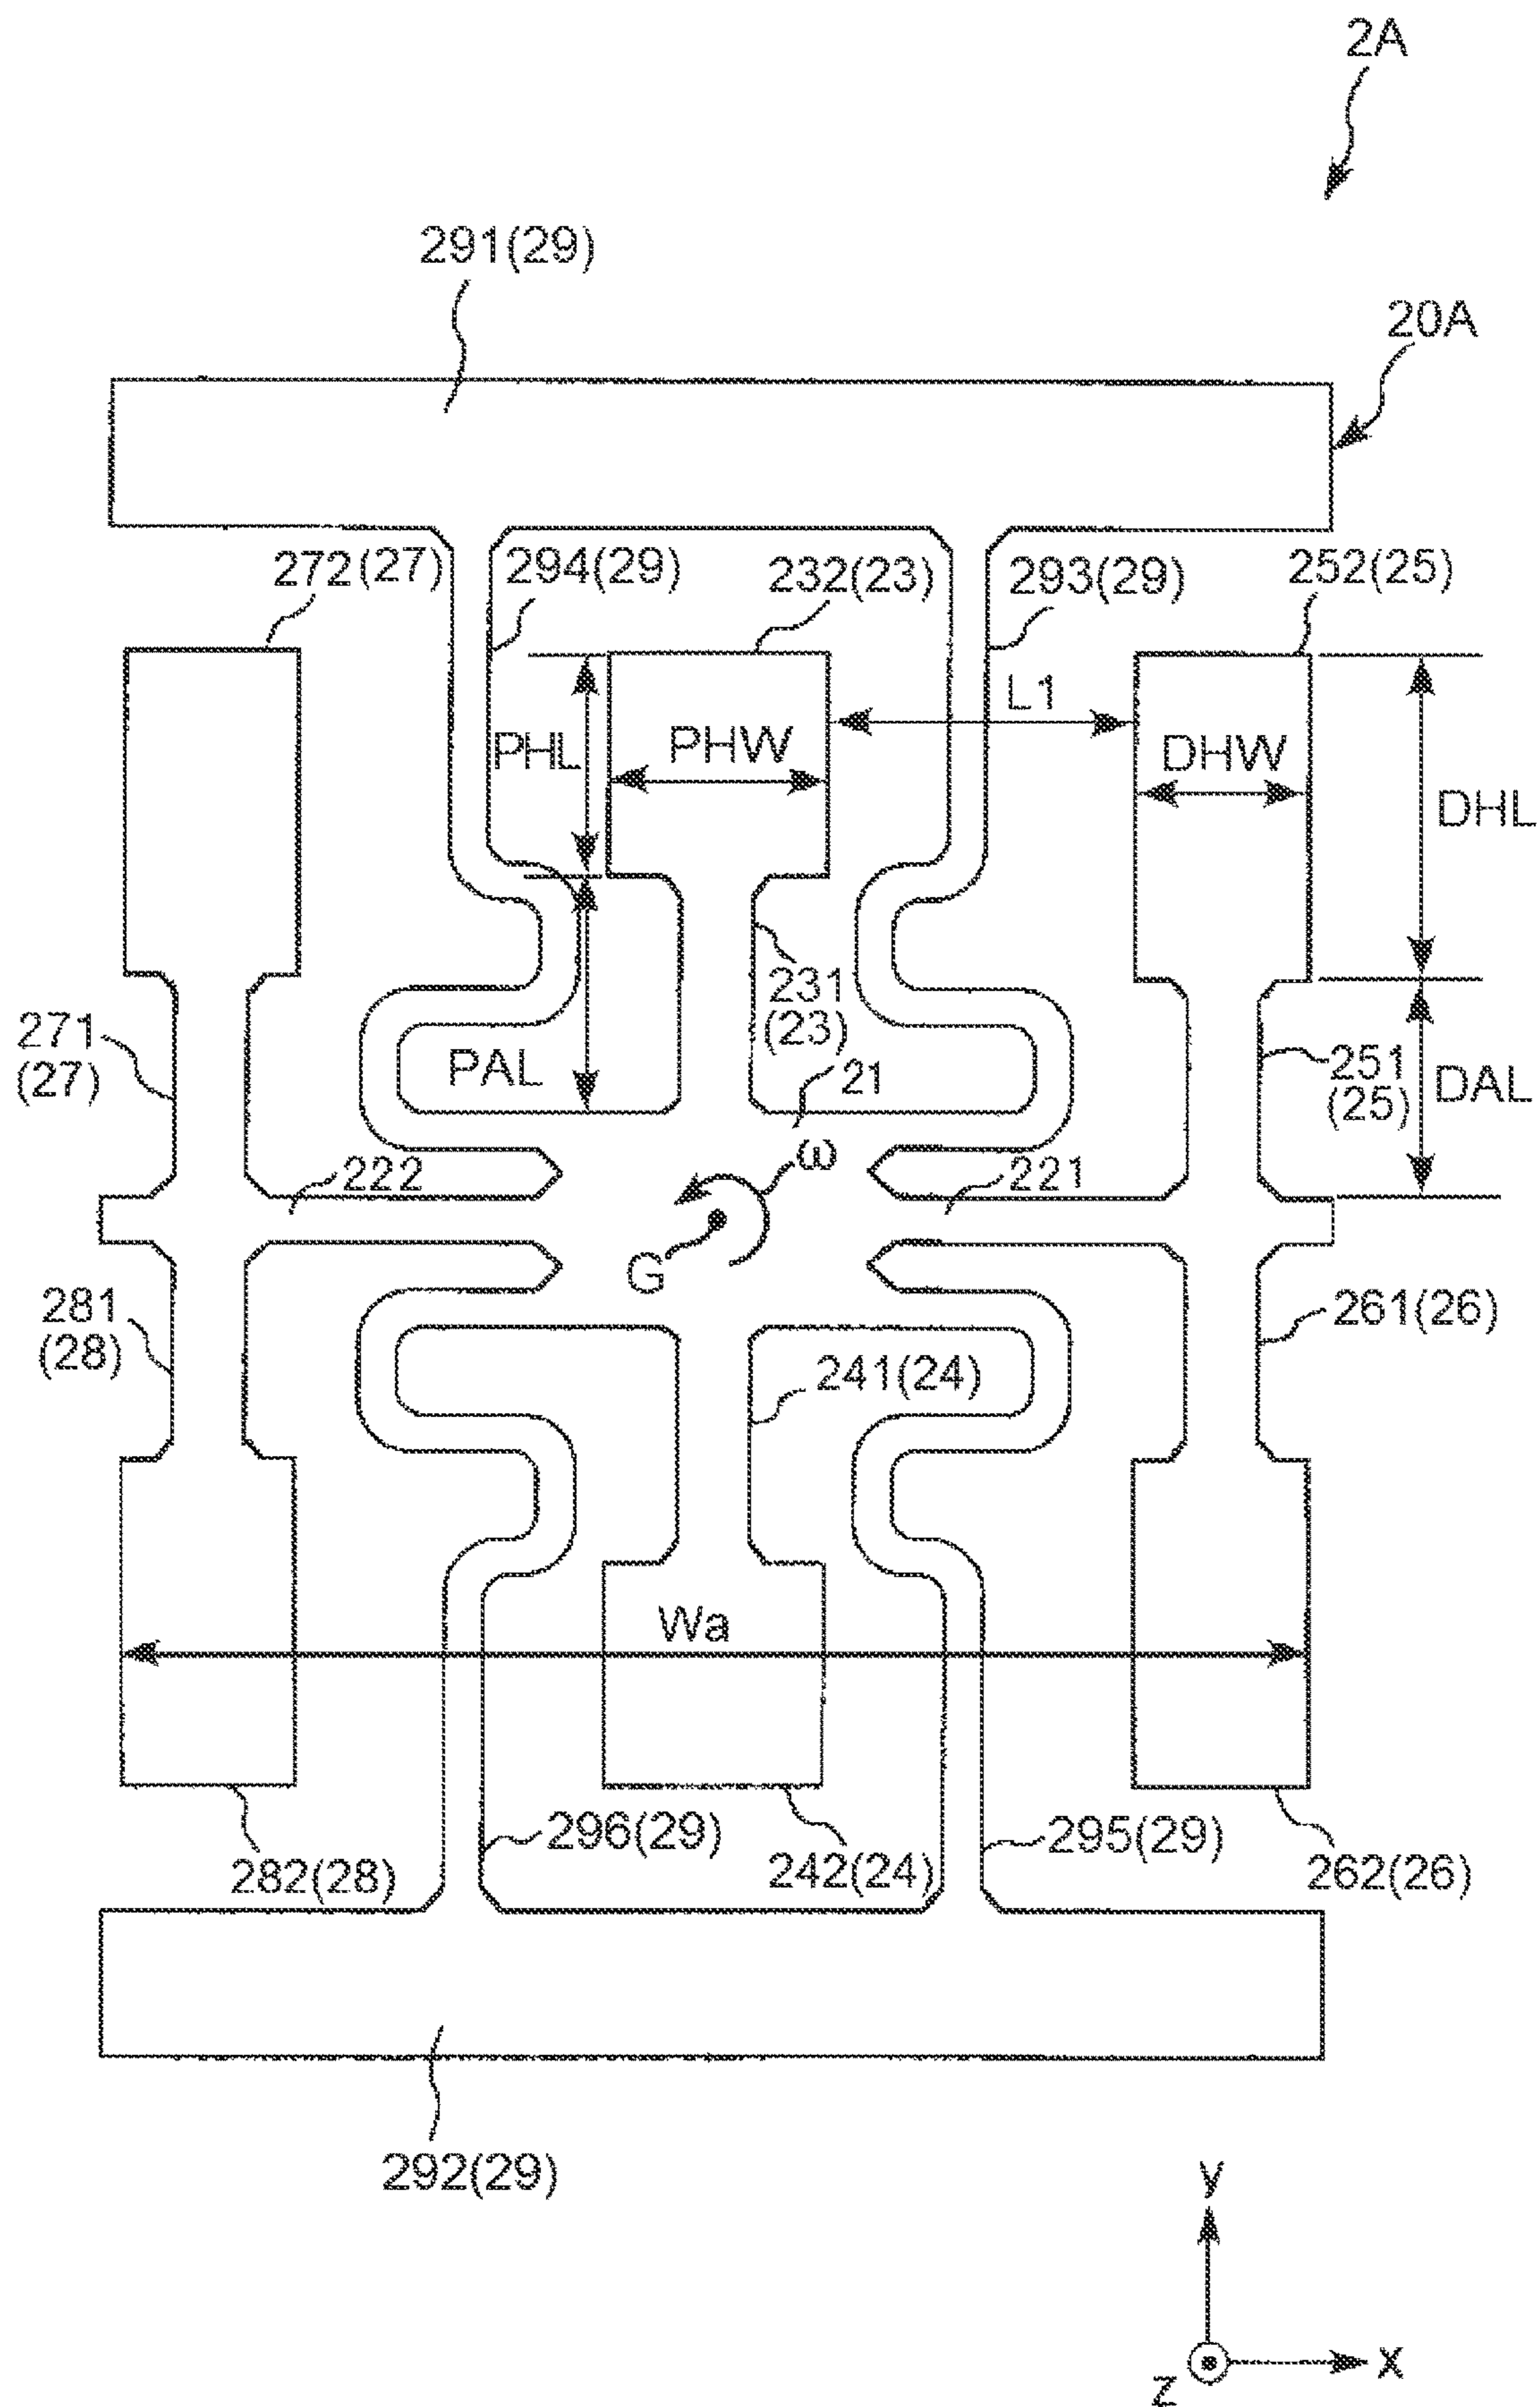 2A
291(29)
20A
272(27)
294(29)
232(23)
293(29)
252(25)
L1
PHL
PHW
DHW
DHL
231
(23)
271
(27)
PAL
21
251
(25)
DAL
222
ω
221
G
281
(28)
261(26)
241(24)
Wa
296(29)
295(29)
282(28)
242(24)
262(26)
292(29)
y
x
z